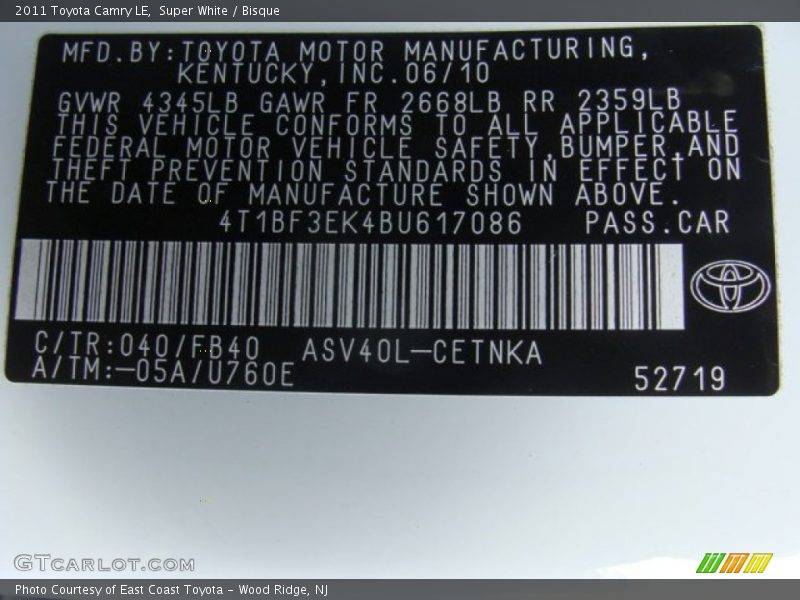 2011 Toyota Camry LE, Super White / Bisque
MFD.BY:TOYOTA MOTOR MANUFACTURING,
KENTUCKY,INC.06/10
GVWR 4345LB GAWR FR 2668LB RR 2359LB
THIS VEHICLE CONFORMS TO ALL APPLICABLE
FEDERAL MOTOR VEHICLE SAFETY,BUMPER,AND
THEFT PREVENTION STANDARDS IN EFFECT ON
THE DATE OF MANUFACTURE SHOWN ABOVE.
4T1BF3EK4BU617086 PASS.CAR
C/TR:040/FB40 ASV40L-CETNKA
A/TM:-05A/U760E
52719
GTCARLOT.COM
Photo Courtesy of East Coast Toyota - Wood Ridge, NJ